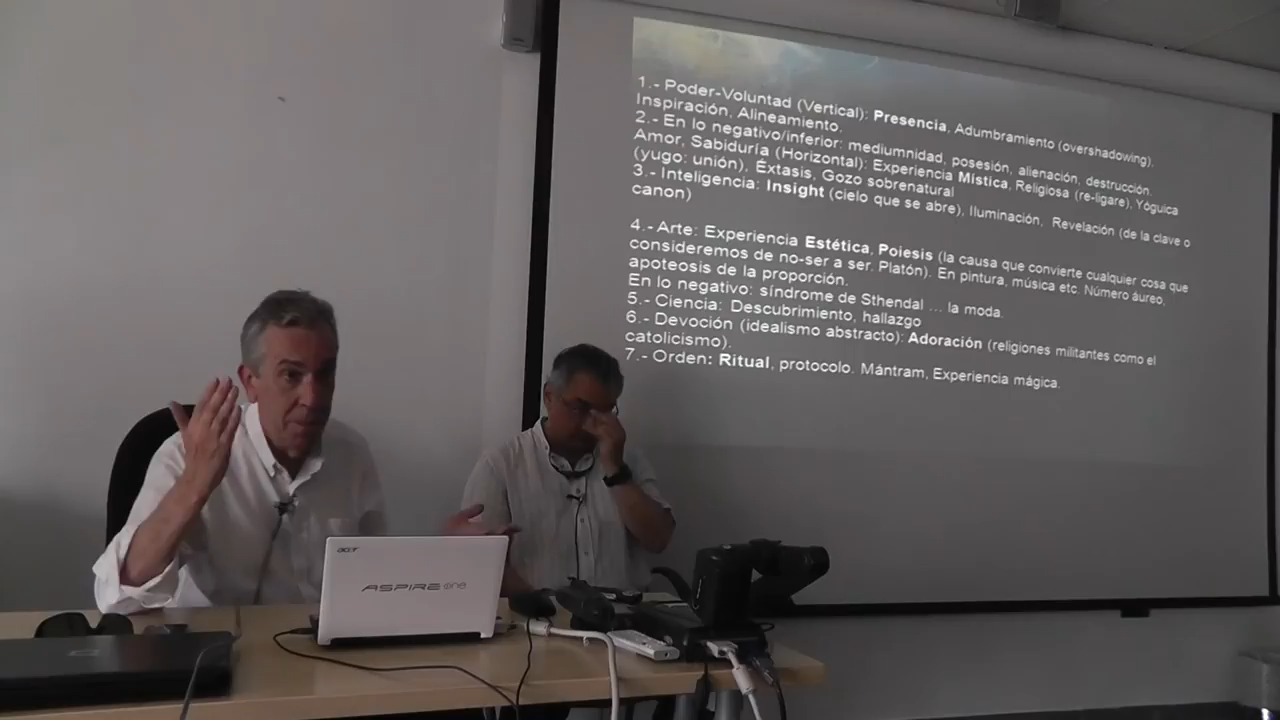 1.- Poder-Voluntad (Vertical): Presencia, Adumbramiento (overshadowing).
Inspiración, Alineamiento.
2.- En lo negativo/inferior: mediumnidad, posesión, alienación, destrucción.
Amor, Sabiduría (Horizontal): Experiencia Mística, Religiosa (re-ligare), Yóguica
(yugo: unión), Éxtasis, Gozo sobrenatural
3.- Inteligencia: Insight (cielo que se abre), Iluminación, Revelación (de la clave o
canon)
4.- Arte: Experiencia Estética, Poiesis (la causa que convierte cualquier cosa que
consideremos de no-ser a ser. Platón). En pintura, música etc. Número áureo,
apoteosis de la proporción.
En lo negativo: síndrome de Sthendal ... la moda.
5.- Ciencia: Descubrimiento, hallazgo
6.- Devoción (idealismo abstracto): Adoración (religiones militantes como el
catolicismo).
7.- Orden: Ritual, protocolo. Mántram, Experiencia mágica.
acer
ASPIRE one